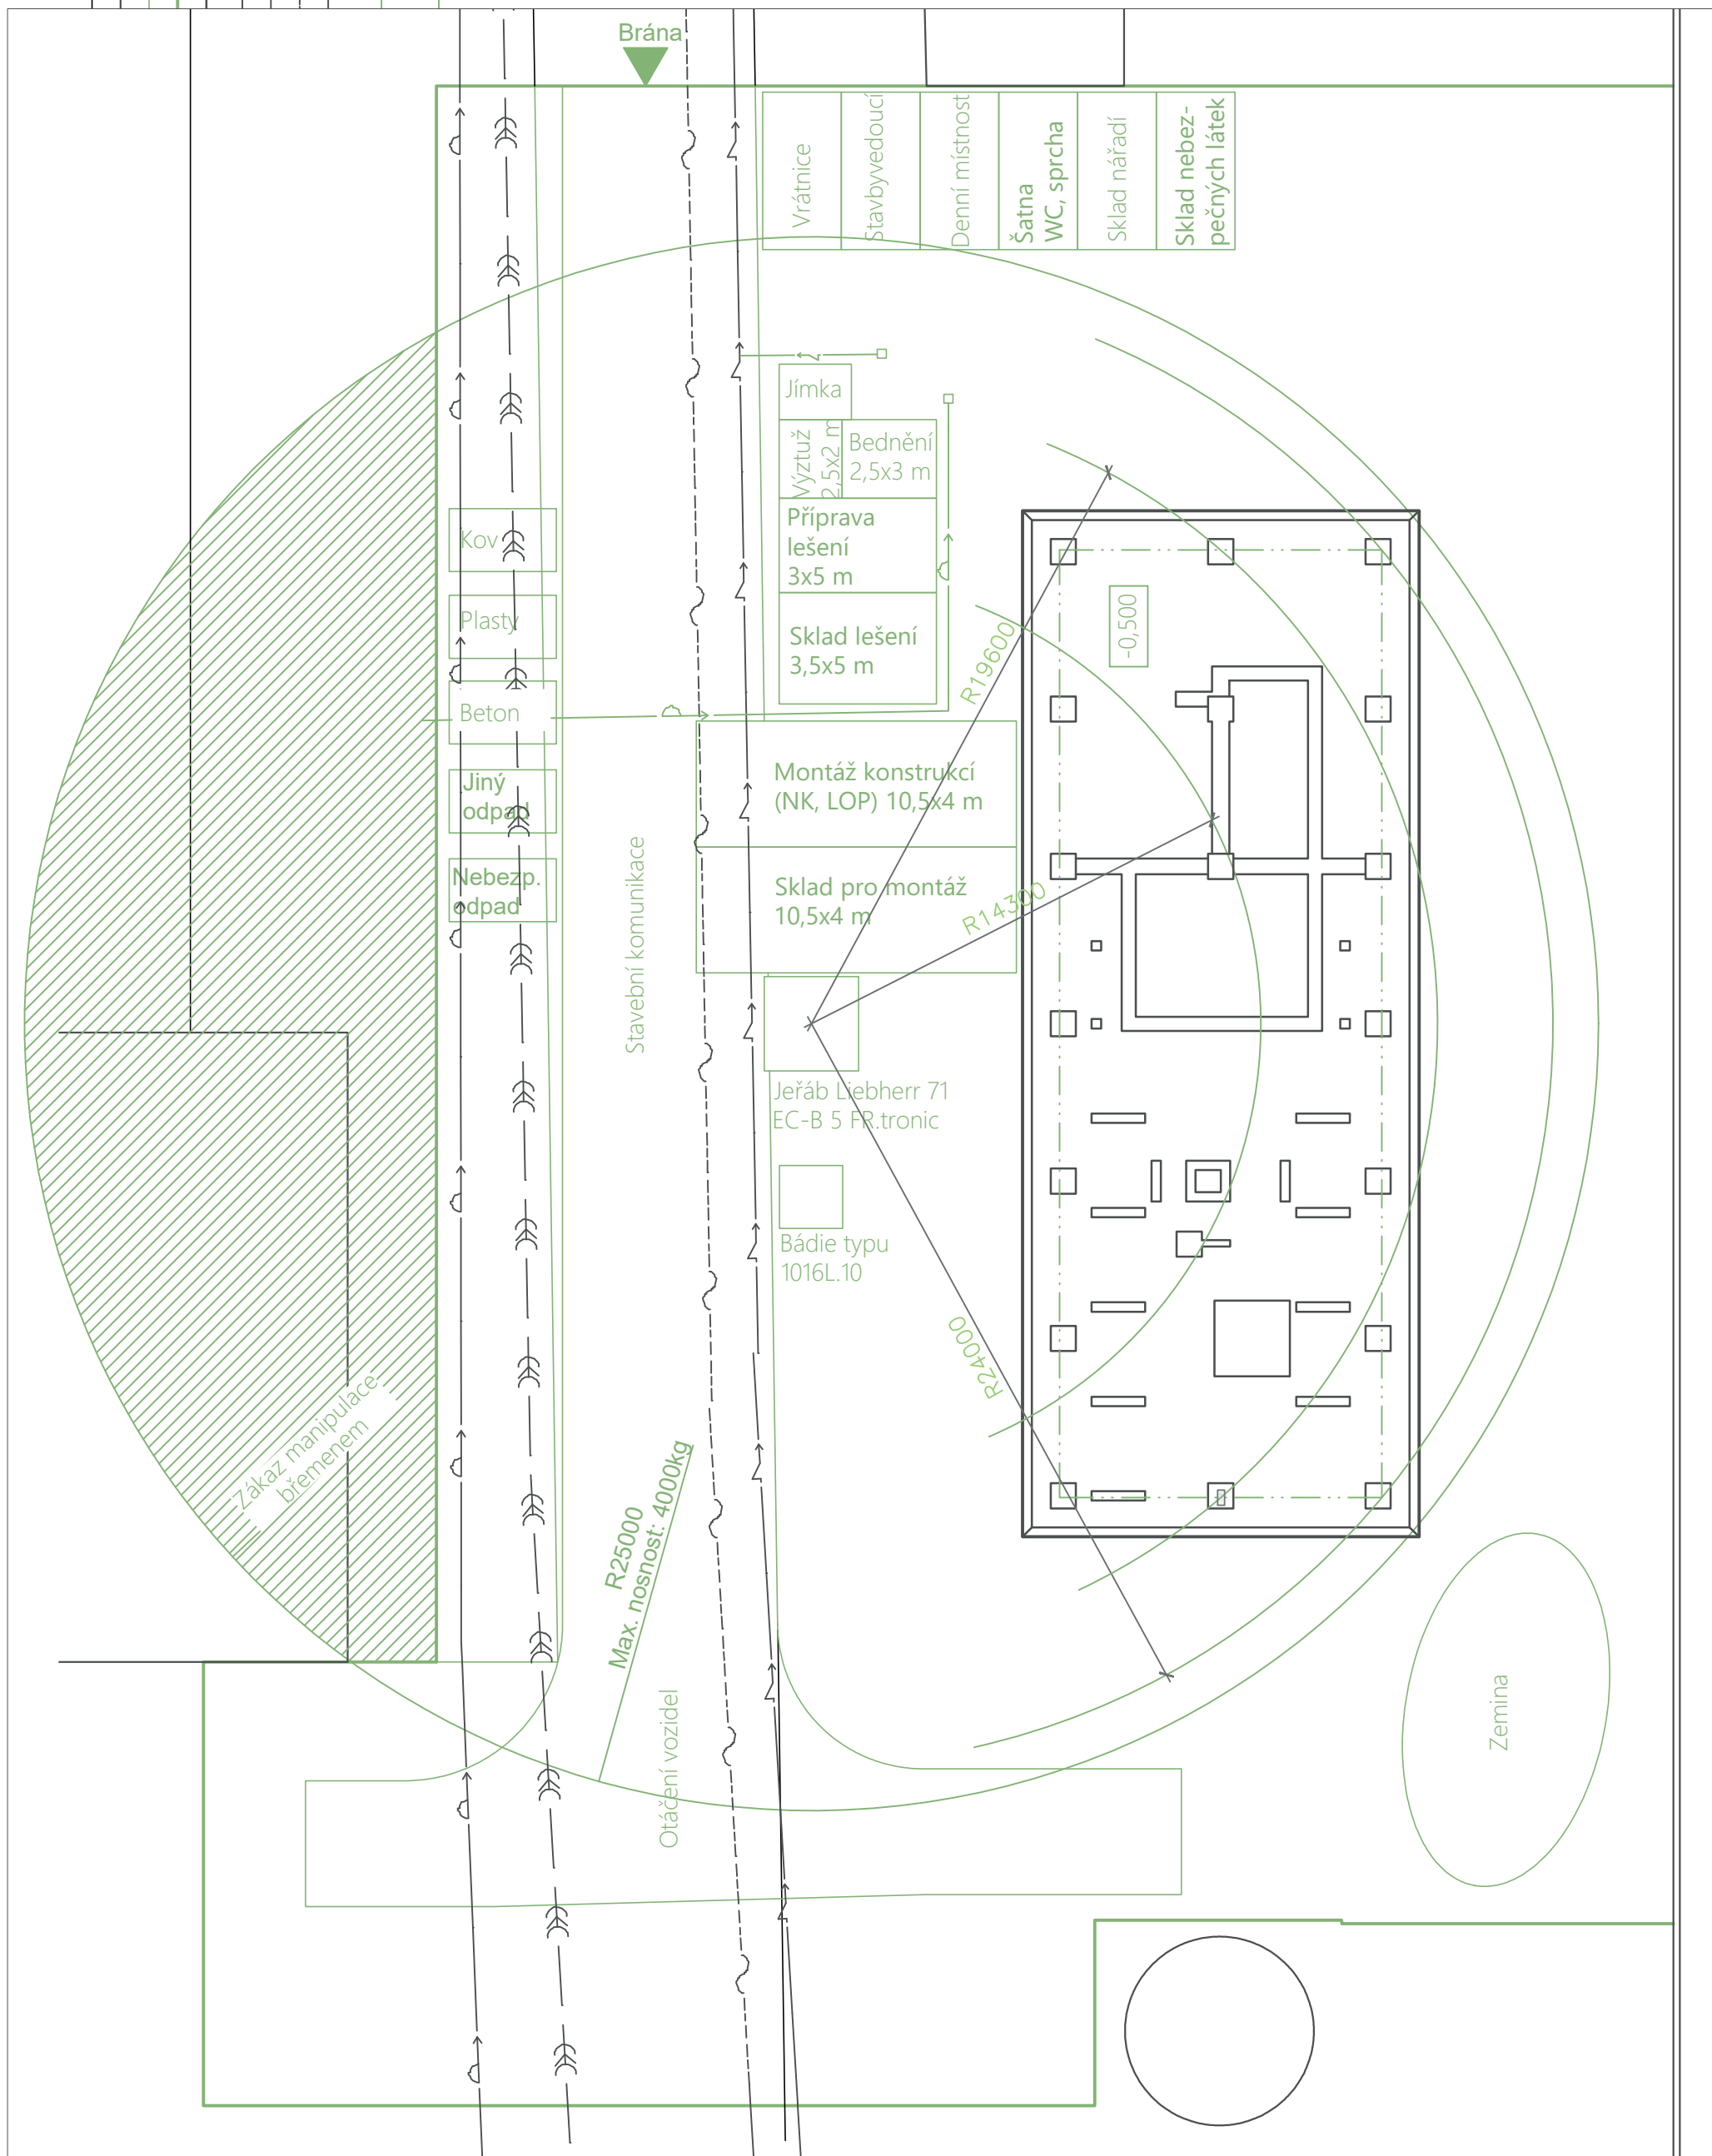 Brána
Vrátnice
Stavbyvedoucí
Denní místnost
Šatna
WC, sprcha
Sklad nářadí
Sklad nebez-
pečných látek
Jímka
Výztuž
2,5x2 m
Bednění
2,5x3 m
Příprava
lešení
3x5 m
Sklad lešení
3,5x5 m
Kov
Plasty
Beton
Jiný
odpad
Nebezp.
odpad
Montáž konstrukcí
(NK, LOP) 10,5x4 m
Sklad pro montáž
10,5x4 m
Stavební komunikace
R19600
R14300
R24000
-0,500
Jeřáb Liebherr 71
EC-B 5 FR.tronic
Bádie typu
1016L.10
Zákaz manipulace
břemenem
R25000
Max. nosnost: 4000kg
Otáčení vozidel
Zemina